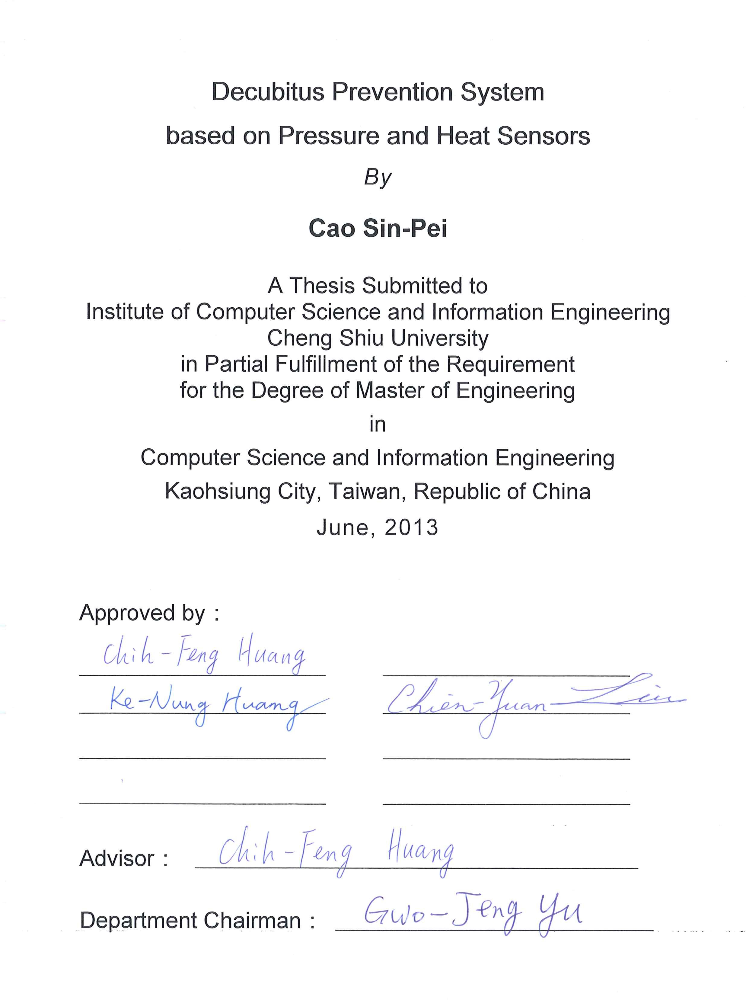 Decubitus Prevention System
based on Pressure and Heat Sensors
By
Cao Sin-Pei
A Thesis Submitted to
Institute of Computer Science and Information Engineering
Cheng Shiu University
in Partial Fulfillment of the Requirement
for the Degree of Master of Engineering
in
Computer Science and Information Engineering
Kaohsiung City, Taiwan, Republic of China
June, 2013
Approved by :
Chih-Feng Huang
Ke-Nung Huang
Chien-Yuan
Advisor : Chih-Feng Huang
Department Chairman : Gwo-Jeng Yu